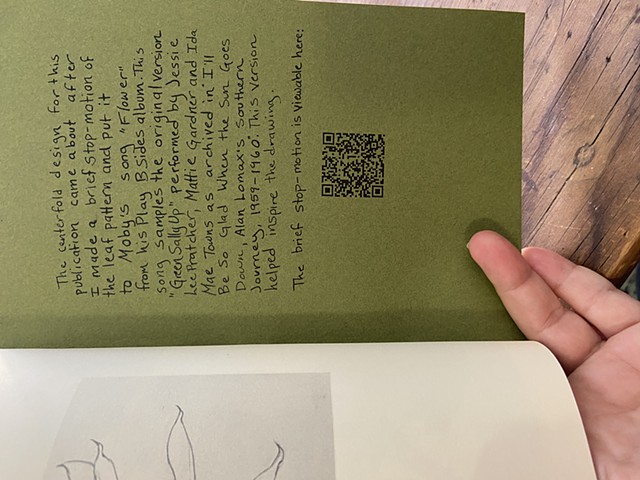 The centerfold design for this
publication came about after
I made a brief stop-motion of
the leaf pattern and put it
to Moby's song "Flower"
from his Play B Sides album. This
song samples the original version
"Green Sally Up" performed by Jessie
Lee Pratcher, Mattie Gardner and Ida
Mae Towns as archived in 'I'll
Be So Glad When the Sun Goes
Down, Alan Lomax's Southern
Journey, 1959-1960'. This version
helped inspire the drawing.
The brief stop-motion is viewable here: